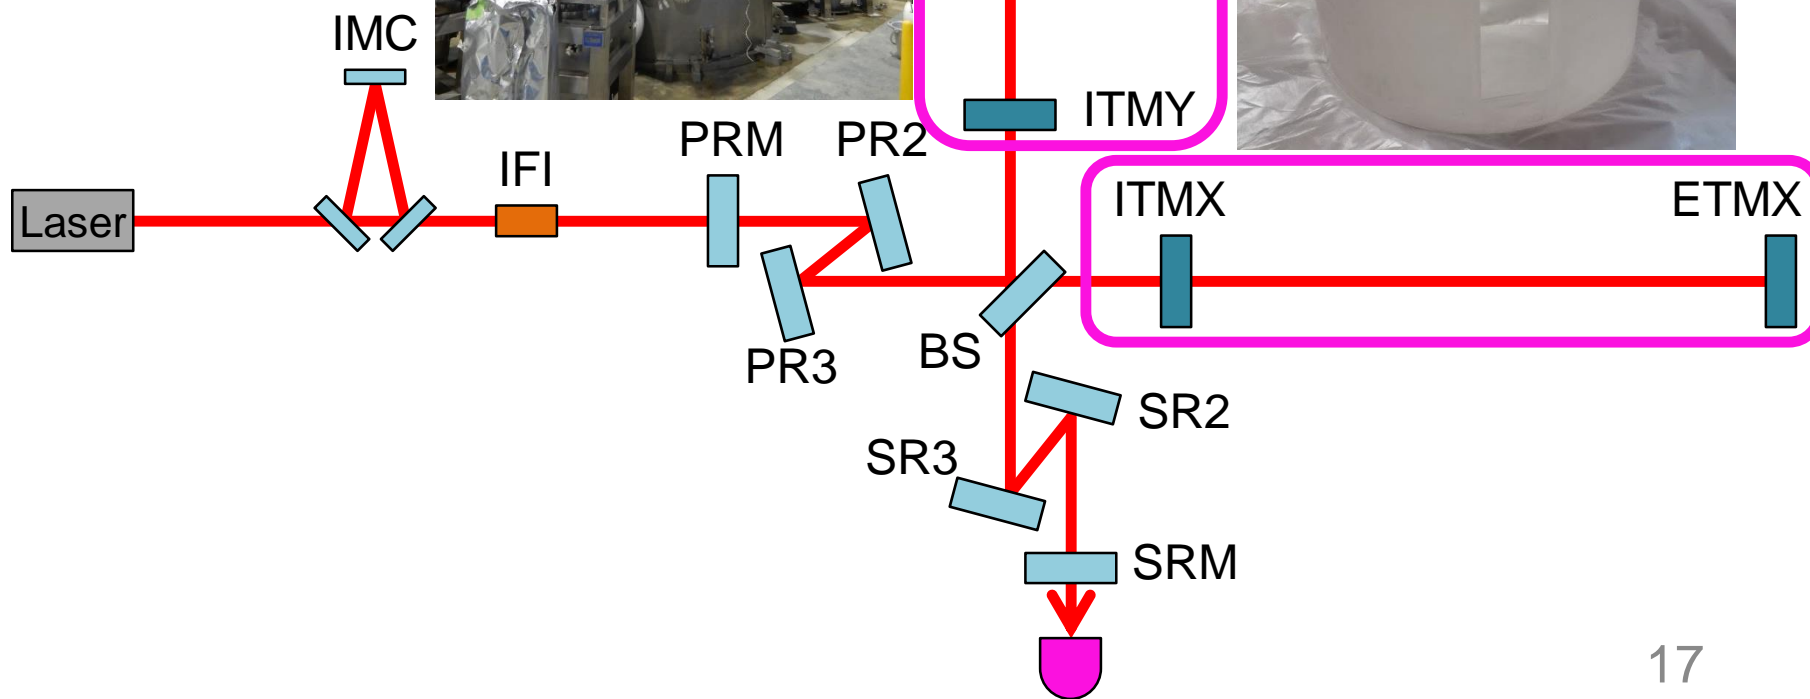 IMC
ITMY
PRM
PR2
IFI
ITMX
ETMX
Laser
BS
PR3
SR2
SR3
SRM
17